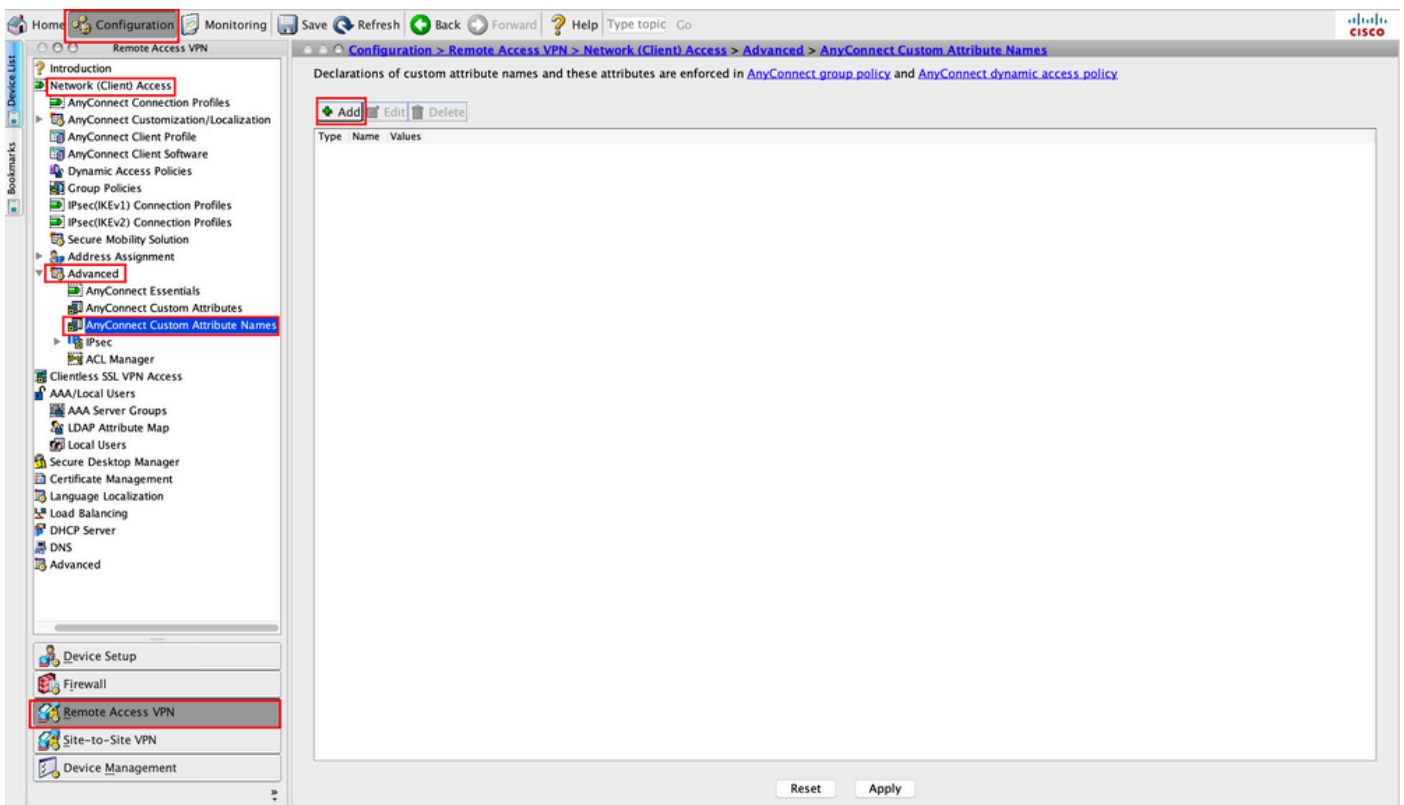 Home Configuration Monitoring Save Refresh Back Forward Help Type topic Go
CISCO
Device List
Bookmarks
Remote Access VPN
Introduction
Network (Client) Access
AnyConnect Connection Profiles
AnyConnect Customization/Localization
AnyConnect Client Profile
AnyConnect Client Software
Dynamic Access Policies
Group Policies
IPsec(IKEv1) Connection Profiles
IPsec(IKEv2) Connection Profiles
Secure Mobility Solution
Address Assignment
Advanced
AnyConnect Essentials
AnyConnect Custom Attributes
AnyConnect Custom Attribute Names
IPsec
ACL Manager
Clientless SSL VPN Access
AAA/Local Users
AAA Server Groups
LDAP Attribute Map
Local Users
Secure Desktop Manager
Certificate Management
Language Localization
Load Balancing
DHCP Server
DNS
Advanced
Device Setup
Firewall
Remote Access VPN
Site-to-Site VPN
Device Management
Configuration > Remote Access VPN > Network (Client) Access > Advanced > AnyConnect Custom Attribute Names
Declarations of custom attribute names and these attributes are enforced in AnyConnect group policy and AnyConnect dynamic access policy
Add Edit Delete
Type Name Values
Reset Apply